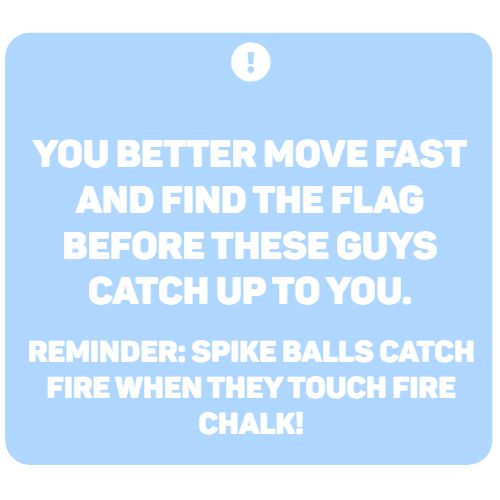 !
YOU BETTER MOVE FAST
AND FIND THE FLAG
BEFORE THESE GUYS
CATCH UP TO YOU.
REMINDER: SPIKE BALLS CATCH
FIRE WHEN THEY TOUCH FIRE
CHALK!